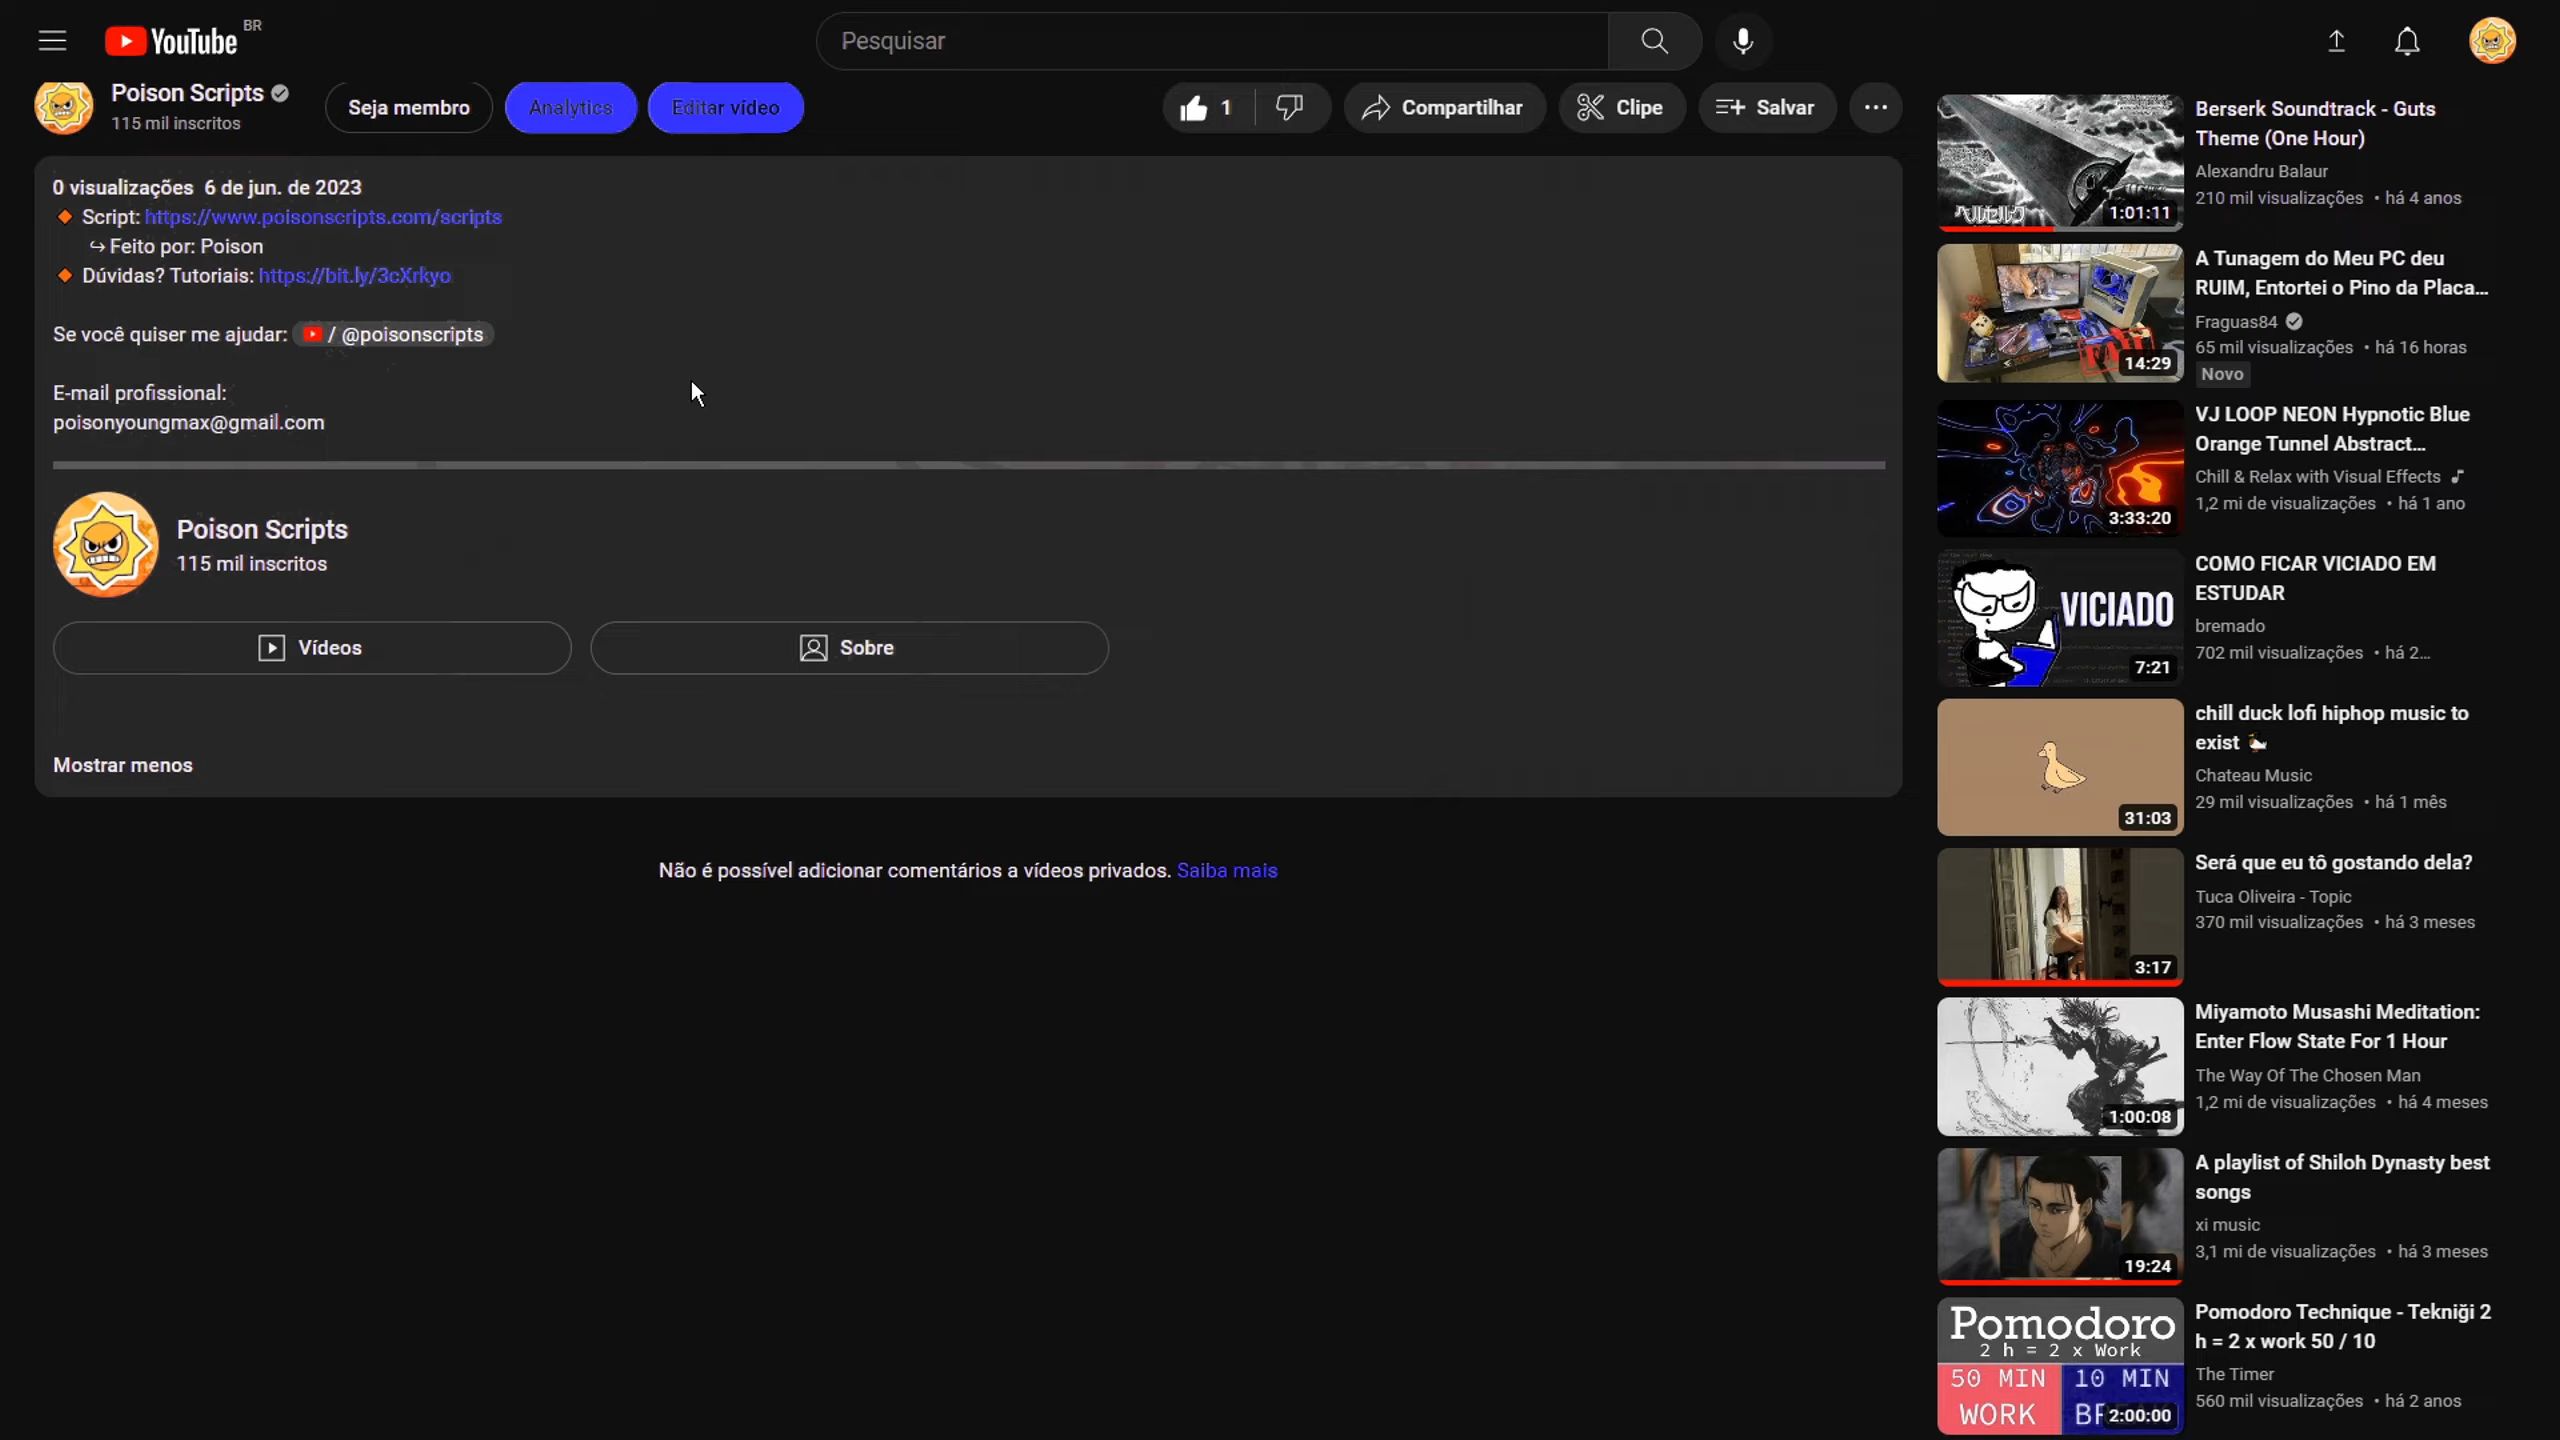 YouTube BR
Pesquisar
Poison Scripts
115 mil inscritos
Seja membro
Analytics
Editar vídeo
1
Compartilhar
Clipe
Salvar
0 visualizações 6 de jun. de 2023
Script: https://www.poisonscripts.com/scripts
↪ Feito por: Poison
Dúvidas? Tutoriais: https://bit.ly/3cXrkyo
Se você quiser me ajudar: / @poisonscripts
E-mail profissional:
poisonyoungmax@gmail.com
Poison Scripts
115 mil inscritos
Vídeos
Sobre
Mostrar menos
Não é possível adicionar comentários a vídeos privados. Saiba mais
ベルセルク
1:01:11
Berserk Soundtrack - Guts
Theme (One Hour)
Alexandru Balaur
210 mil visualizações • há 4 anos
14:29
A Tunagem do Meu PC deu
RUIM, Entortei o Pino da Placa...
Fraguas84
65 mil visualizações • há 16 horas
Novo
3:33:20
VJ LOOP NEON Hypnotic Blue
Orange Tunnel Abstract...
Chill & Relax with Visual Effects
1,2 mi de visualizações • há 1 ano
VICIADO
7:21
COMO FICAR VICIADO EM
ESTUDAR
bremado
702 mil visualizações • há 2...
31:03
chill duck lofi hiphop music to
exist
Chateau Music
29 mil visualizações • há 1 mês
3:17
Será que eu tô gostando dela?
Tuca Oliveira - Topic
370 mil visualizações • há 3 meses
1:00:08
Miyamoto Musashi Meditation:
Enter Flow State For 1 Hour
The Way Of The Chosen Man
1,2 mi de visualizações • há 4 meses
19:24
A playlist of Shiloh Dynasty best
songs
xi music
3,1 mi de visualizações • há 3 meses
Pomodoro
2 h = 2 x Work
50 MIN
WORK
10 MIN
2:00:00
Pomodoro Technique - Tekniği 2
h = 2 x work 50 / 10
The Timer
560 mil visualizações • há 2 anos